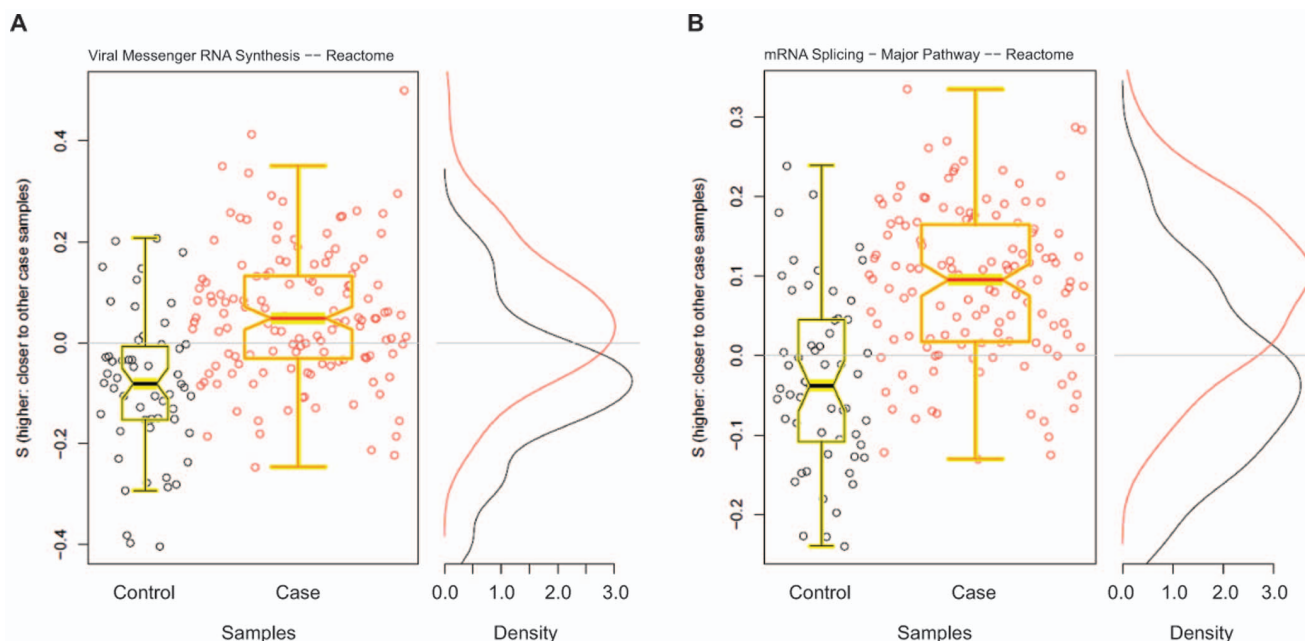 A
Viral Messenger RNA Synthesis -- Reactome
S (higher: closer to other case samples)
0.4
0.2
0.0
−0.2
−0.4
Control Case
Samples
0.0 1.0 2.0 3.0
Density
B
mRNA Splicing − Major Pathway -- Reactome
S (higher: closer to other case samples)
0.3
0.2
0.1
0.0
−0.1
−0.2
Control Case
Samples
0.0 1.0 2.0 3.0
Density